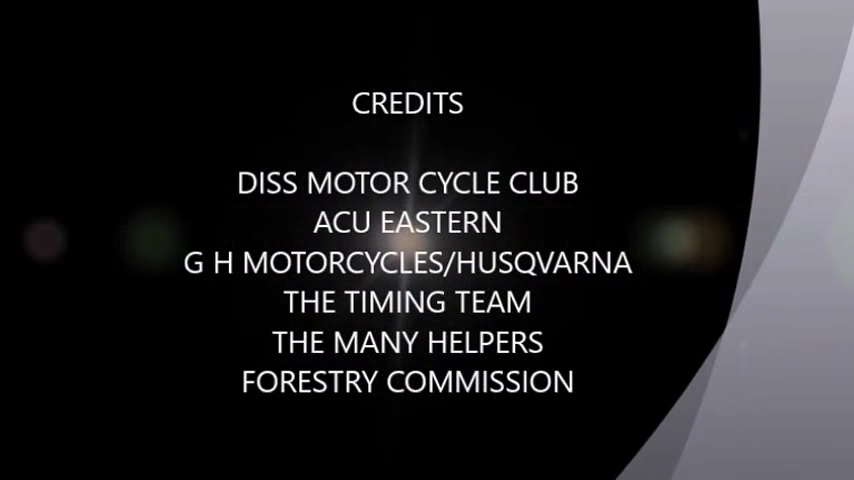 CREDITS
DISS MOTOR CYCLE CLUB
ACU EASTERN
G H MOTORCYCLES/HUSQVARNA
THE TIMING TEAM
THE MANY HELPERS
FORESTRY COMMISSION